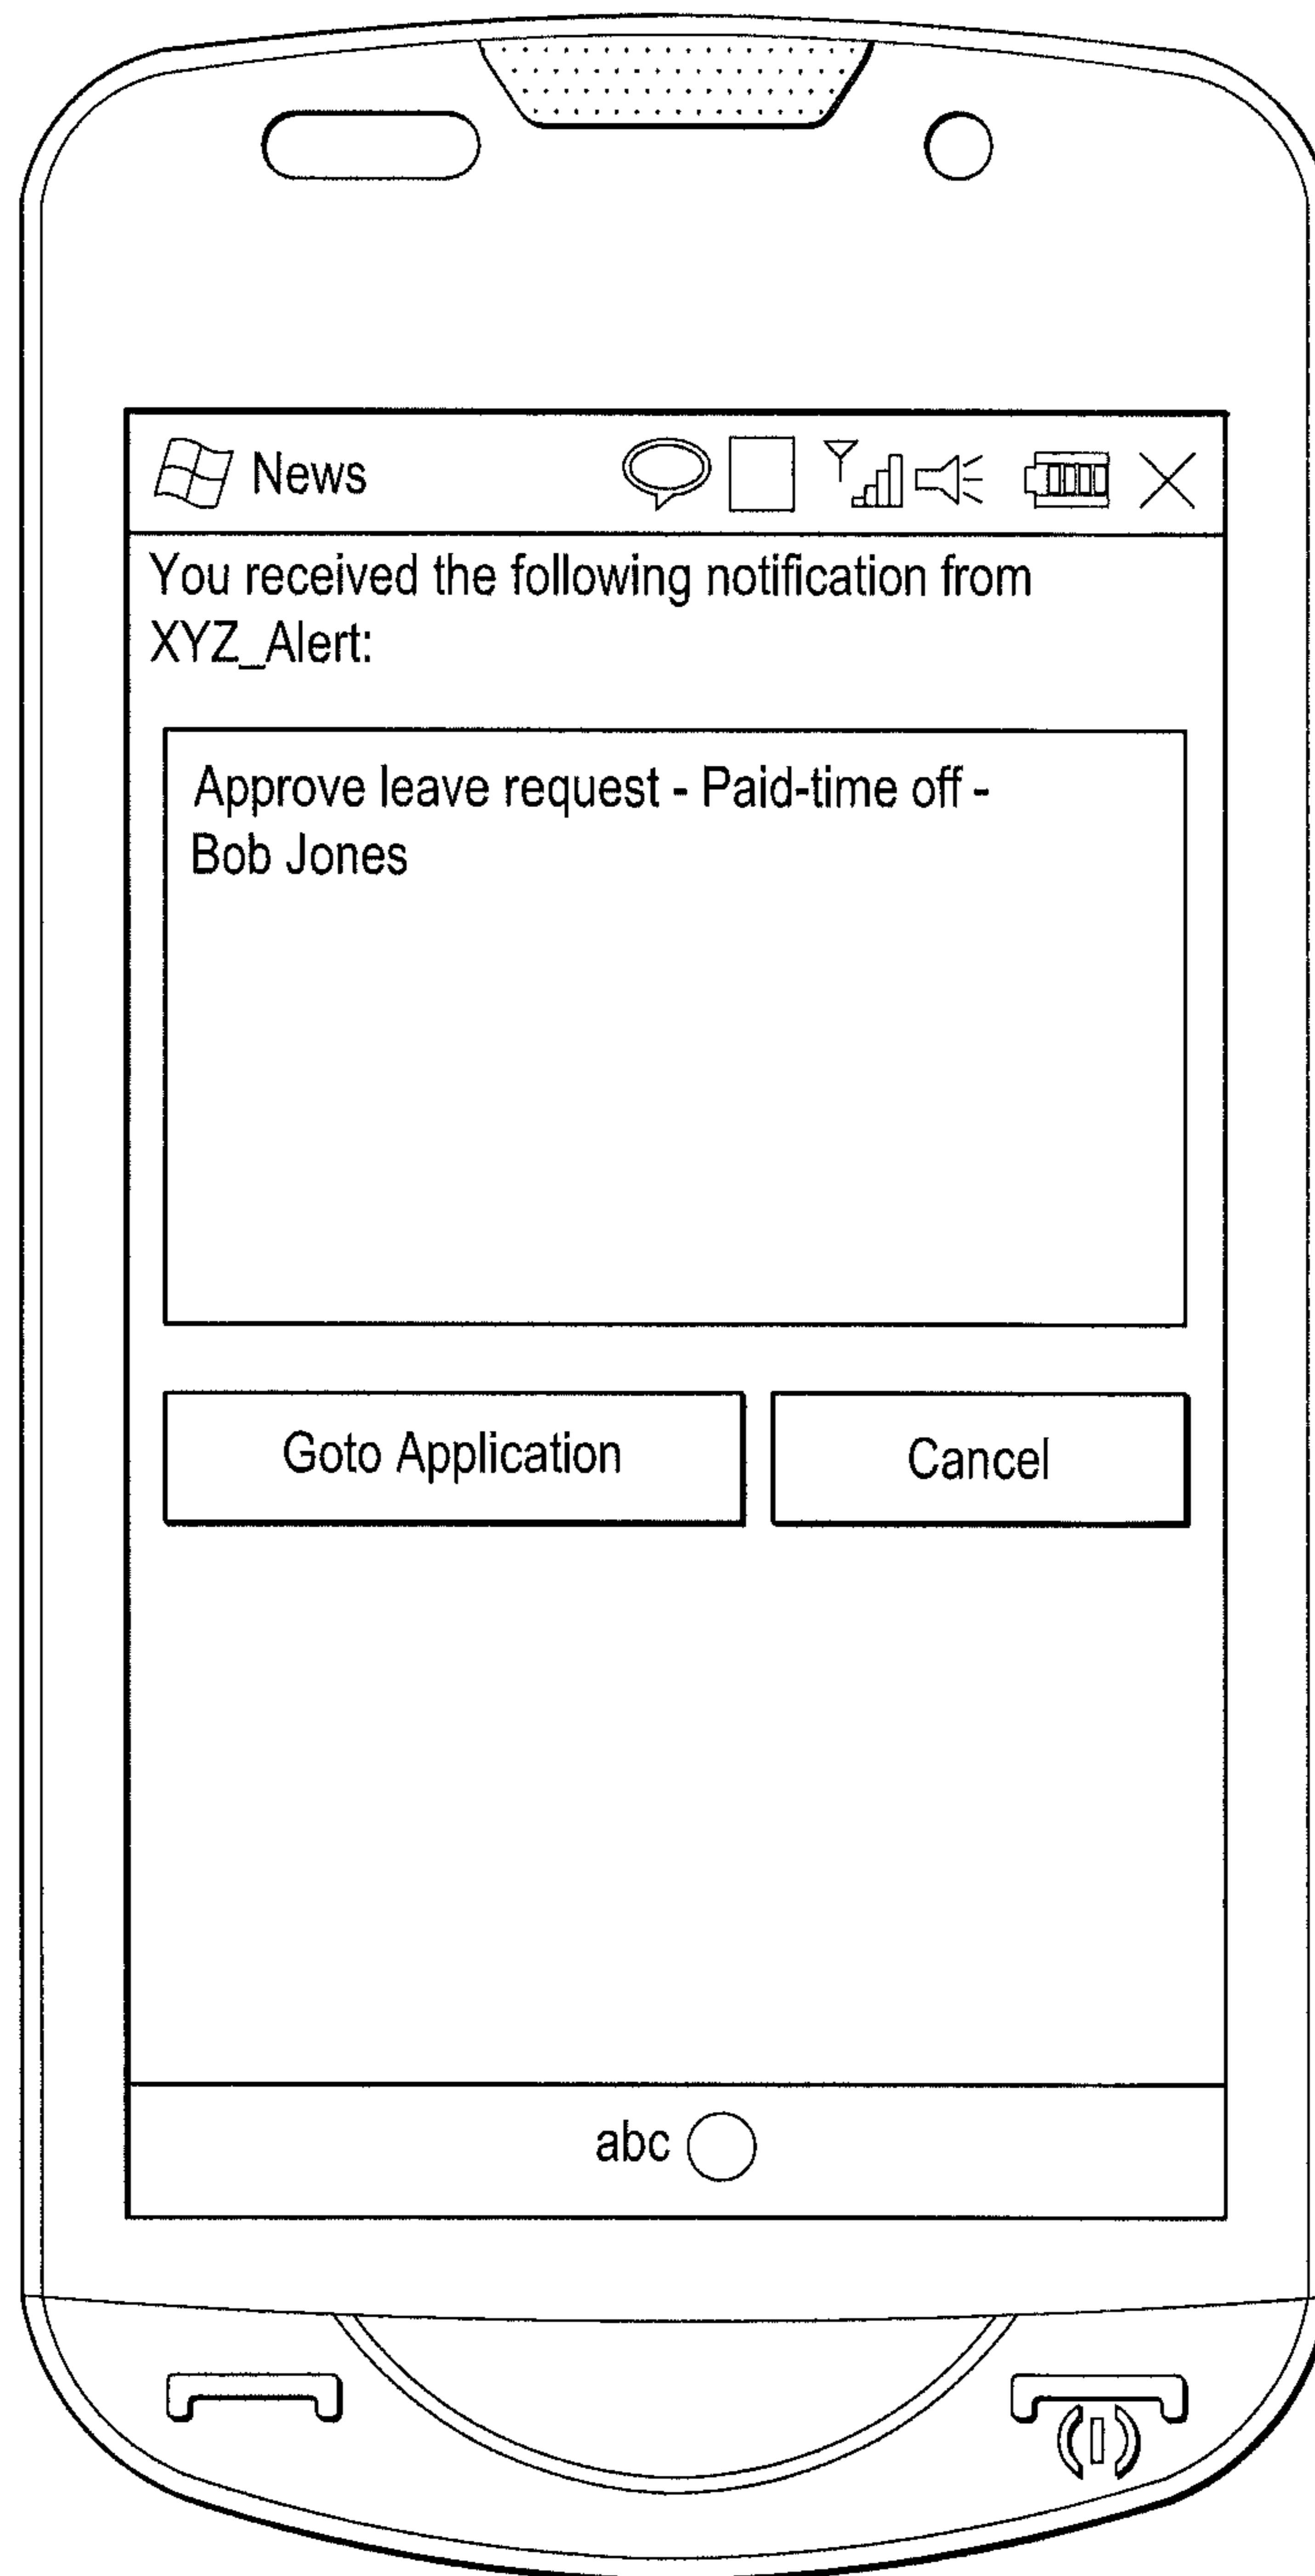 News
You received the following notification from
XYZ_Alert:
Approve leave request - Paid-time off -
Bob Jones
Goto Application
Cancel
abc